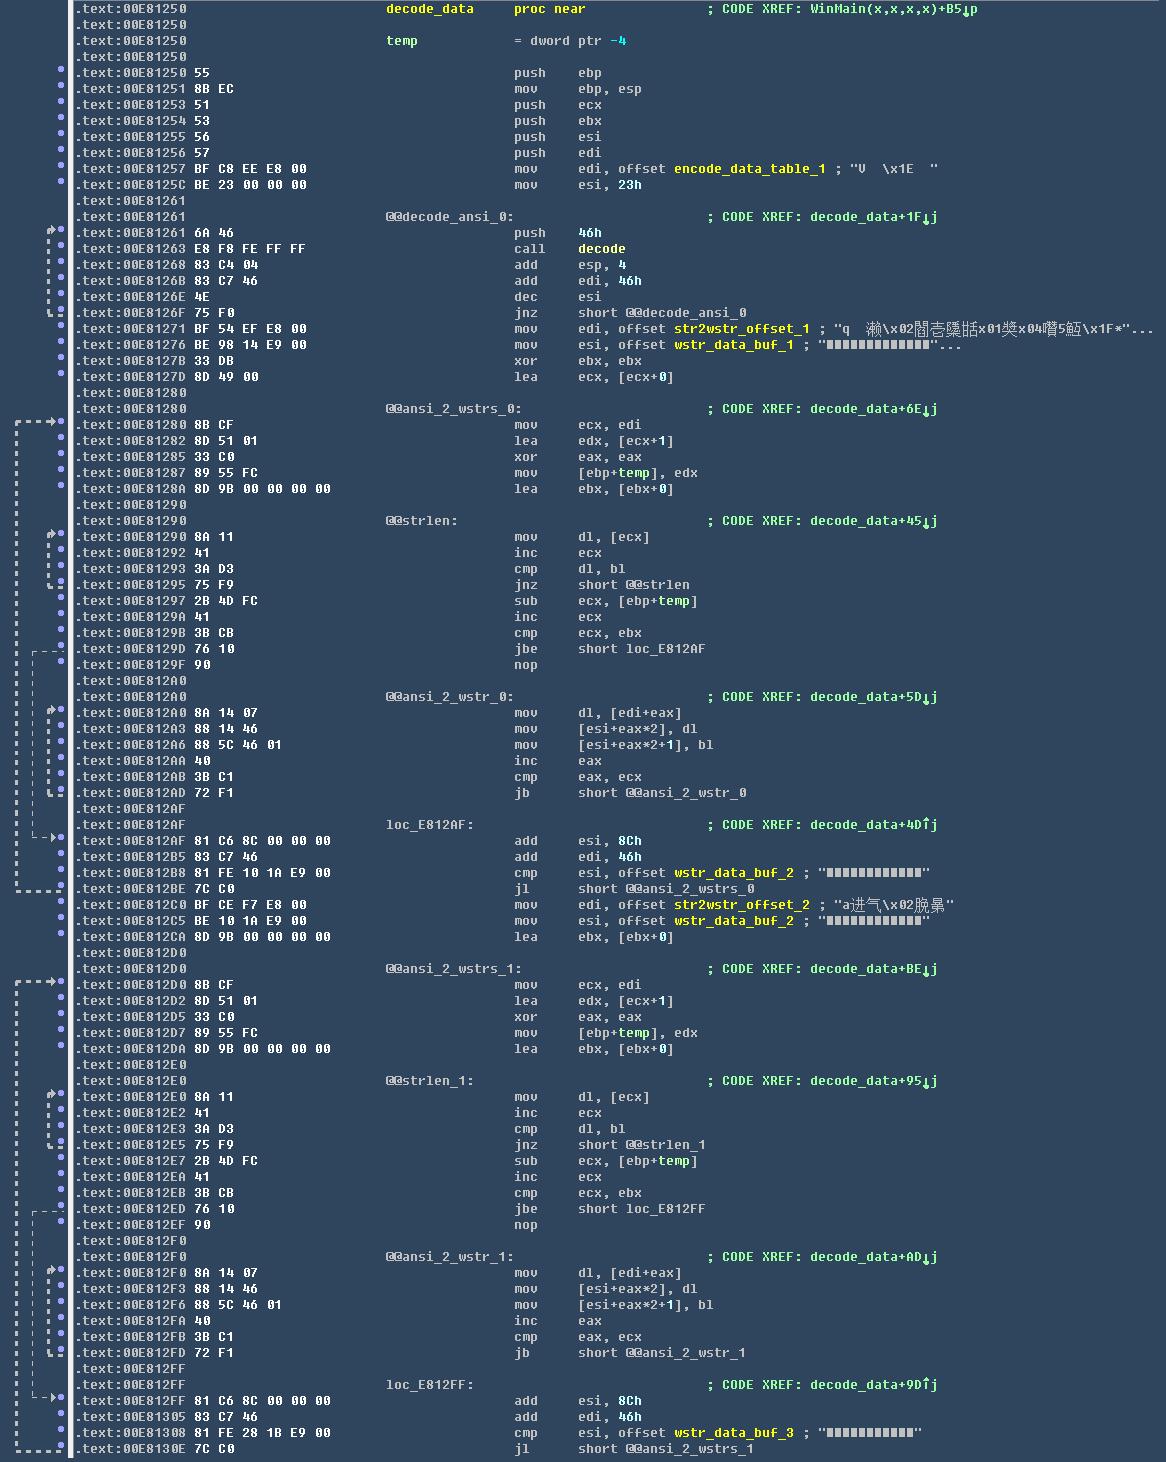 .text:00E81250 decode_data proc near ; CODE XREF: WinMain(x,x,x,x)+B5↓p
.text:00E81250
.text:00E81250 temp = dword ptr -4
.text:00E81250
.text:00E81250 55 push ebp
.text:00E81251 8B EC mov ebp, esp
.text:00E81253 51 push ecx
.text:00E81254 53 push ebx
.text:00E81255 56 push esi
.text:00E81256 57 push edi
.text:00E81257 BF C8 EE E8 00 mov edi, offset encode_data_table_1 ; "V  \x1E  "
.text:00E8125C BE 23 00 00 00 mov esi, 23h
.text:00E81261
.text:00E81261 @@decode_ansi_0: ; CODE XREF: decode_data+1F↓j
.text:00E81261 6A 46 push 46h
.text:00E81263 E8 F8 FE FF FF call decode
.text:00E81268 83 C4 04 add esp, 4
.text:00E8126B 83 C7 46 add edi, 46h
.text:00E8126E 4E dec esi
.text:00E8126F 75 F0 jnz short @@decode_ansi_0
.text:00E81271 BF 54 EF E8 00 mov edi, offset str2wstr_offset_1 ;
.text:00E81276 BE 98 14 E9 00 mov esi, offset wstr_data_buf_1 ; "■■■■■■■■■■■■■"...
.text:00E8127B 33 DB xor ebx, ebx
.text:00E8127D 8D 49 00 lea ecx, [ecx+0]
.text:00E81280
.text:00E81280 @@ansi_2_wstrs_0: ; CODE XREF: decode_data+6E↓j
.text:00E81280 8B CF mov ecx, edi
.text:00E81282 8D 51 01 lea edx, [ecx+1]
.text:00E81285 33 C0 xor eax, eax
.text:00E81287 89 55 FC mov [ebp+temp], edx
.text:00E8128A 8D 9B 00 00 00 00 lea ebx, [ebx+0]
.text:00E81290
.text:00E81290 @@strlen: ; CODE XREF: decode_data+45↓j
.text:00E81290 8A 11 mov dl, [ecx]
.text:00E81292 41 inc ecx
.text:00E81293 3A D3 cmp dl, bl
.text:00E81295 75 F9 jnz short @@strlen
.text:00E81297 2B 4D FC sub ecx, [ebp+temp]
.text:00E8129A 41 inc ecx
.text:00E8129B 3B CB cmp ecx, ebx
.text:00E8129D 76 10 jbe short loc_E812AF
.text:00E8129F 90 nop
.text:00E812A0
.text:00E812A0 @@ansi_2_wstr_0: ; CODE XREF: decode_data+5D↓j
.text:00E812A0 8A 14 07 mov dl, [edi+eax]
.text:00E812A3 88 14 46 mov [esi+eax*2], dl
.text:00E812A6 88 5C 46 01 mov [esi+eax*2+1], bl
.text:00E812AA 40 inc eax
.text:00E812AB 3B C1 cmp eax, ecx
.text:00E812AD 72 F1 jb short @@ansi_2_wstr_0
.text:00E812AF
.text:00E812AF loc_E812AF: ; CODE XREF: decode_data+4D↑j
.text:00E812AF 81 C6 8C 00 00 00 add esi, 8Ch
.text:00E812B5 83 C7 46 add edi, 46h
.text:00E812B8 81 FE 10 1A E9 00 cmp esi, offset wstr_data_buf_2 ; "■■■■■■■■■■■■"
.text:00E812BE 7C C0 jl short @@ansi_2_wstrs_0
.text:00E812C0 BF CE F7 E8 00 mov edi, offset str2wstr_offset_2 ; "a进气\x02脕暴"
.text:00E812C5 BE 10 1A E9 00 mov esi, offset wstr_data_buf_2 ; "■■■■■■■■■■■■"
.text:00E812CA 8D 9B 00 00 00 00 lea ebx, [ebx+0]
.text:00E812D0
.text:00E812D0 @@ansi_2_wstrs_1: ; CODE XREF: decode_data+BE↓j
.text:00E812D0 8B CF mov ecx, edi
.text:00E812D2 8D 51 01 lea edx, [ecx+1]
.text:00E812D5 33 C0 xor eax, eax
.text:00E812D7 89 55 FC mov [ebp+temp], edx
.text:00E812DA 8D 9B 00 00 00 00 lea ebx, [ebx+0]
.text:00E812E0
.text:00E812E0 @@strlen_1: ; CODE XREF: decode_data+95↓j
.text:00E812E0 8A 11 mov dl, [ecx]
.text:00E812E2 41 inc ecx
.text:00E812E3 3A D3 cmp dl, bl
.text:00E812E5 75 F9 jnz short @@strlen_1
.text:00E812E7 2B 4D FC sub ecx, [ebp+temp]
.text:00E812EA 41 inc ecx
.text:00E812EB 3B CB cmp ecx, ebx
.text:00E812ED 76 10 jbe short loc_E812FF
.text:00E812EF 90 nop
.text:00E812F0
.text:00E812F0 @@ansi_2_wstr_1: ; CODE XREF: decode_data+AD↓j
.text:00E812F0 8A 14 07 mov dl, [edi+eax]
.text:00E812F3 88 14 46 mov [esi+eax*2], dl
.text:00E812F6 88 5C 46 01 mov [esi+eax*2+1], bl
.text:00E812FA 40 inc eax
.text:00E812FB 3B C1 cmp eax, ecx
.text:00E812FD 72 F1 jb short @@ansi_2_wstr_1
.text:00E812FF
.text:00E812FF loc_E812FF: ; CODE XREF: decode_data+9D↑j
.text:00E812FF 81 C6 8C 00 00 00 add esi, 8Ch
.text:00E81305 83 C7 46 add edi, 46h
.text:00E81308 81 FE 28 1B E9 00 cmp esi, offset wstr_data_buf_3 ; "■■■■■■■■■■■"
.text:00E8130E 7C C0 jl short @@ansi_2_wstrs_1